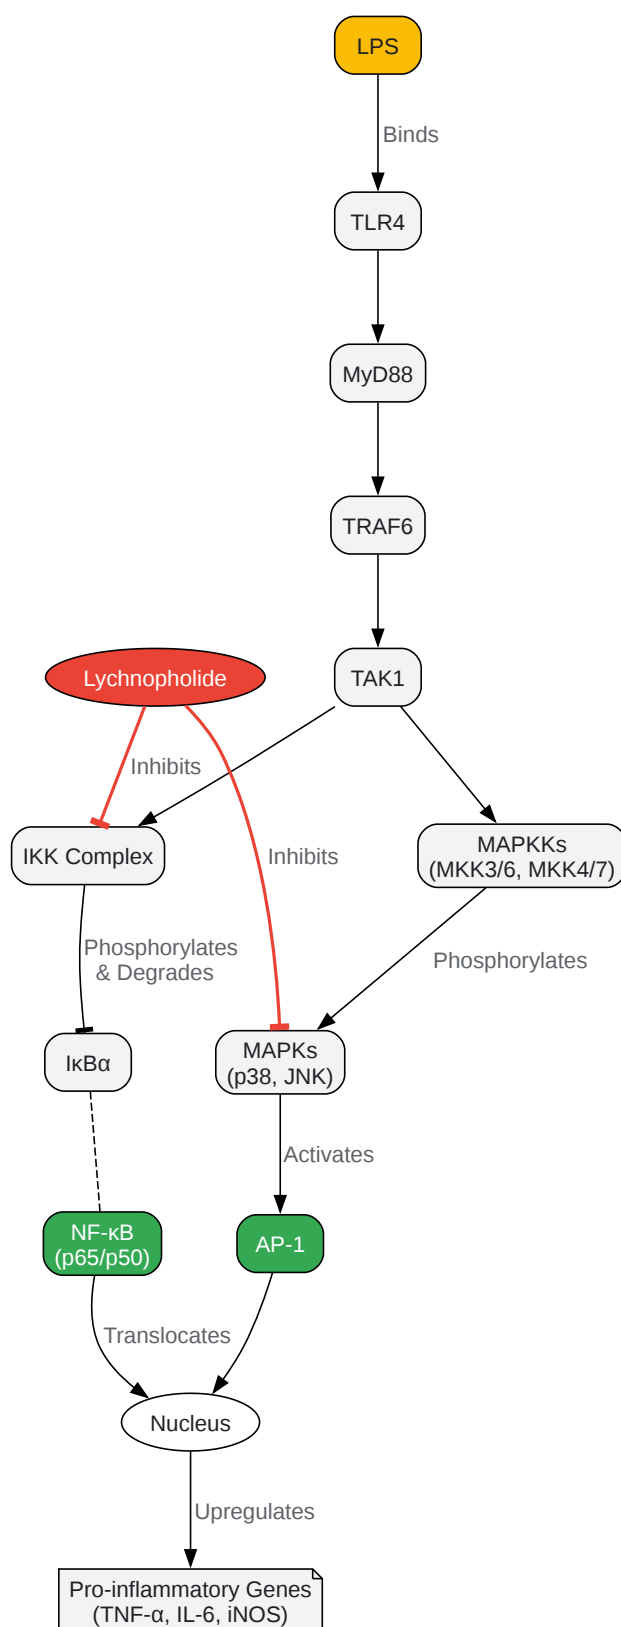 LPS
Binds
TLR4
MyD88
TRAF6
Lychnopholide
TAK1
Inhibits
IKK Complex
Inhibits
MAPKKs
(MKK3/6, MKK4/7)
Phosphorylates
& Degrades
Phosphorylates
IκBα
MAPKs
(p38, JNK)
Activates
NF-κB
(p65/p50)
AP-1
Translocates
Nucleus
Upregulates
Pro-inflammatory Genes
(TNF-α, IL-6, iNOS)